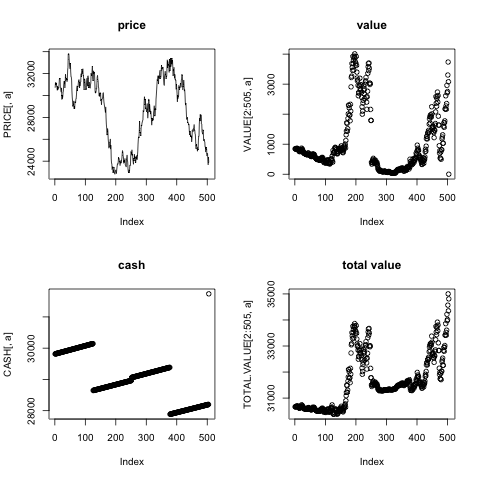 price
value
PRICE[, a]
24000 28000 32000
0 100 200 300 400 500
Index
VALUE[2:505, a]
0 1000 3000
0 100 200 300 400 500
Index
cash
total value
CASH[, a]
28000 30000
0 100 200 300 400 500
Index
TOTAL.VALUE[2:505, a]
31000 33000 35000
0 100 200 300 400 500
Index